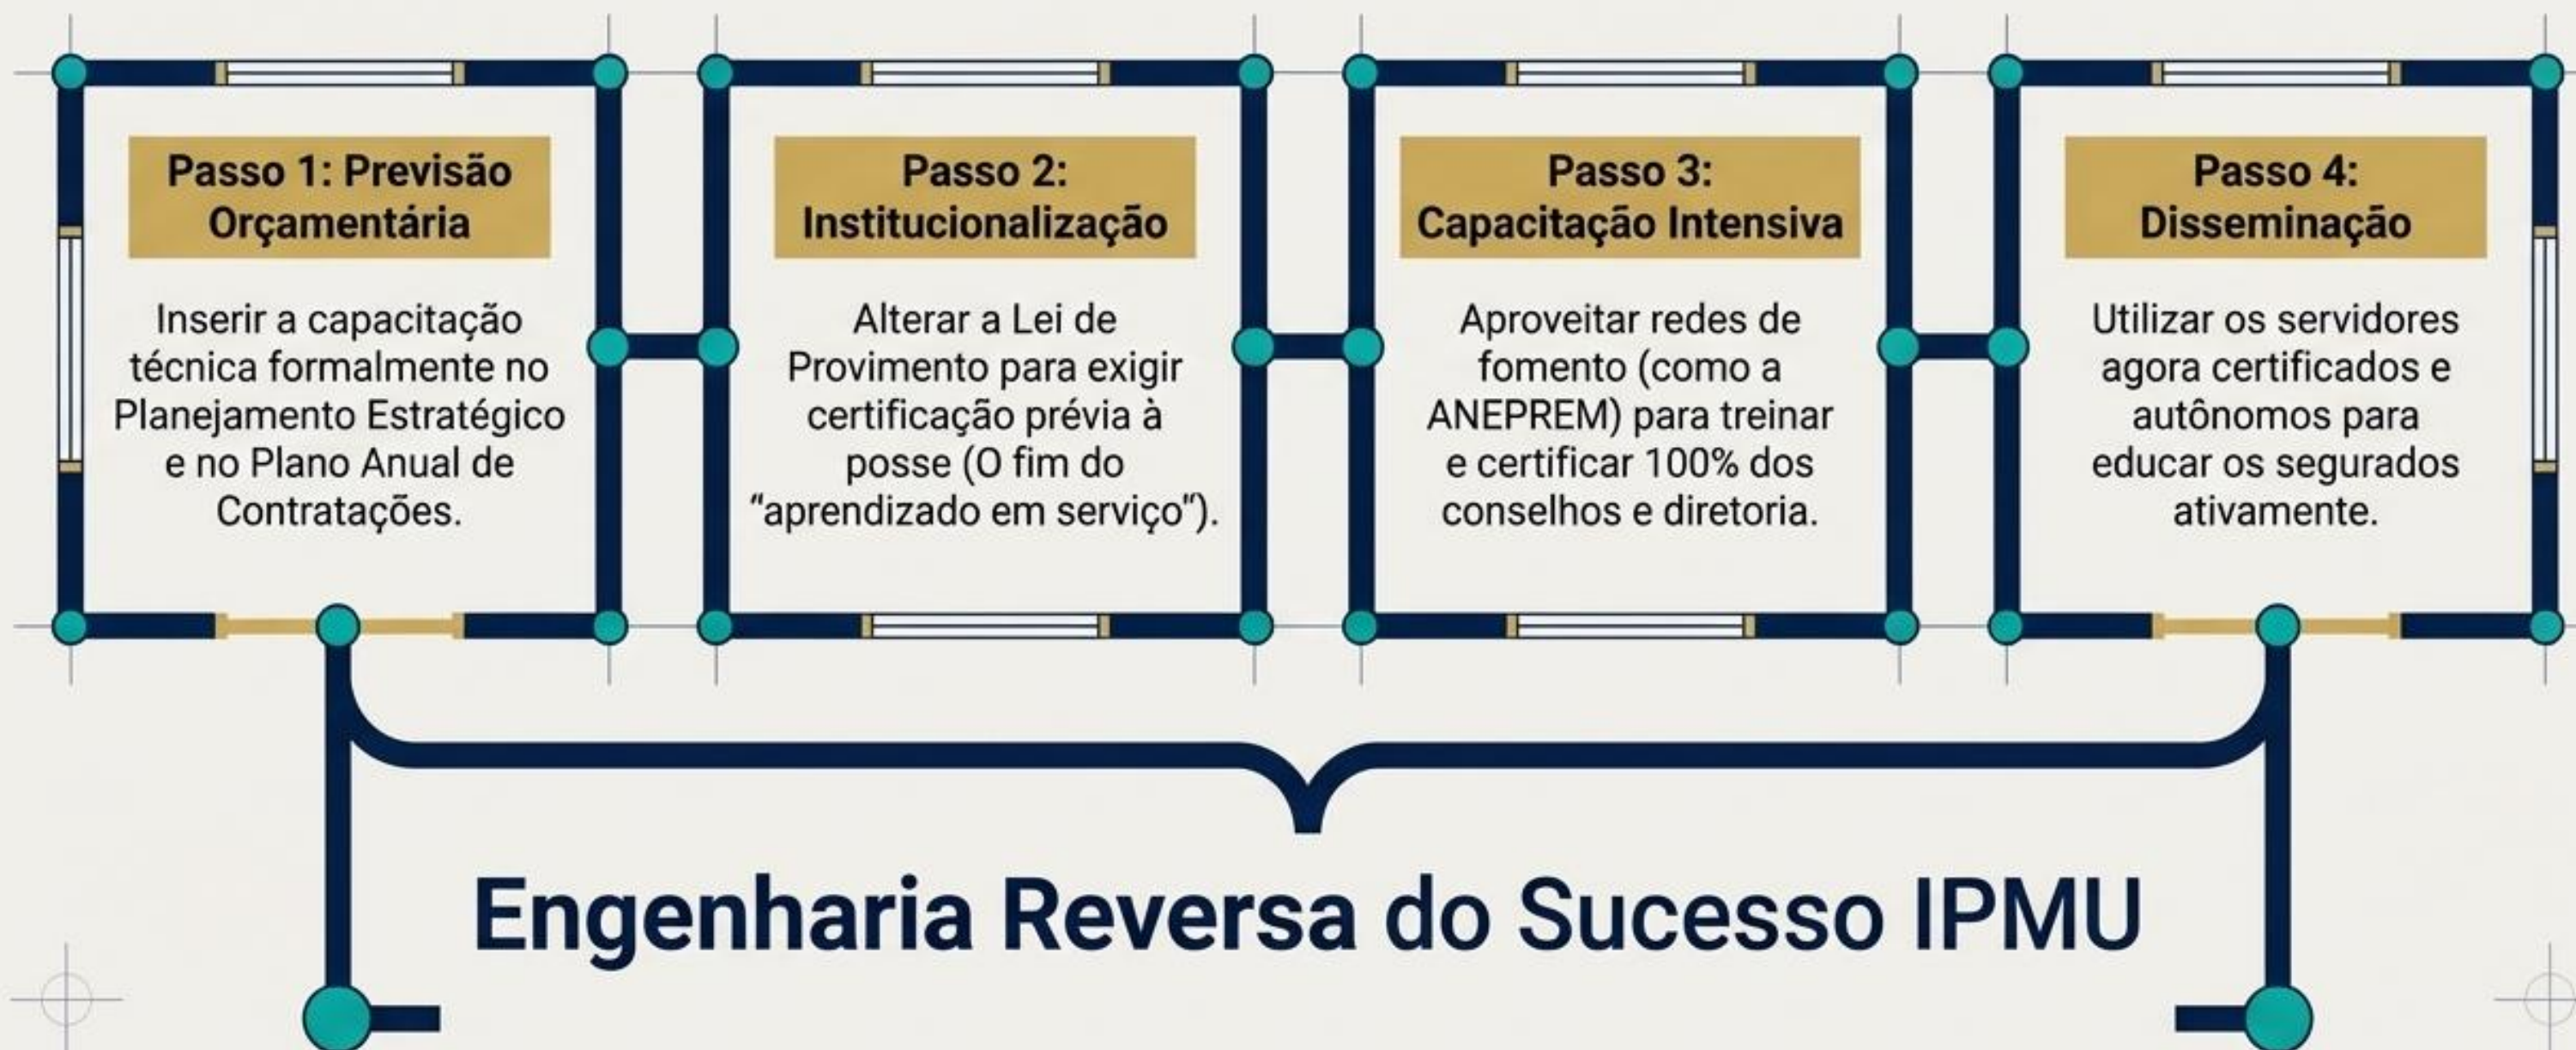 Passo 1: Previsão
Orçamentária
Inserir a capacitação
técnica formalmente no
Planejamento Estratégico
e no Plano Anual de
Contratações.
Passo 2:
Institucionalização
Alterar a Lei de
Provimento para exigir
certificação prévia à
posse (O fim do
“aprendizado em serviço”).
Passo 3:
Capacitação Intensiva
Aproveitar redes de
fomento (como a
ANEPREM) para treinar
e certificar 100% dos
conselhos e diretoria.
Passo 4:
Disseminação
Utilizar os servidores
agora certificados e
autônomos para
educar os segurados
ativamente.
Engenharia Reversa do Sucesso IPMU